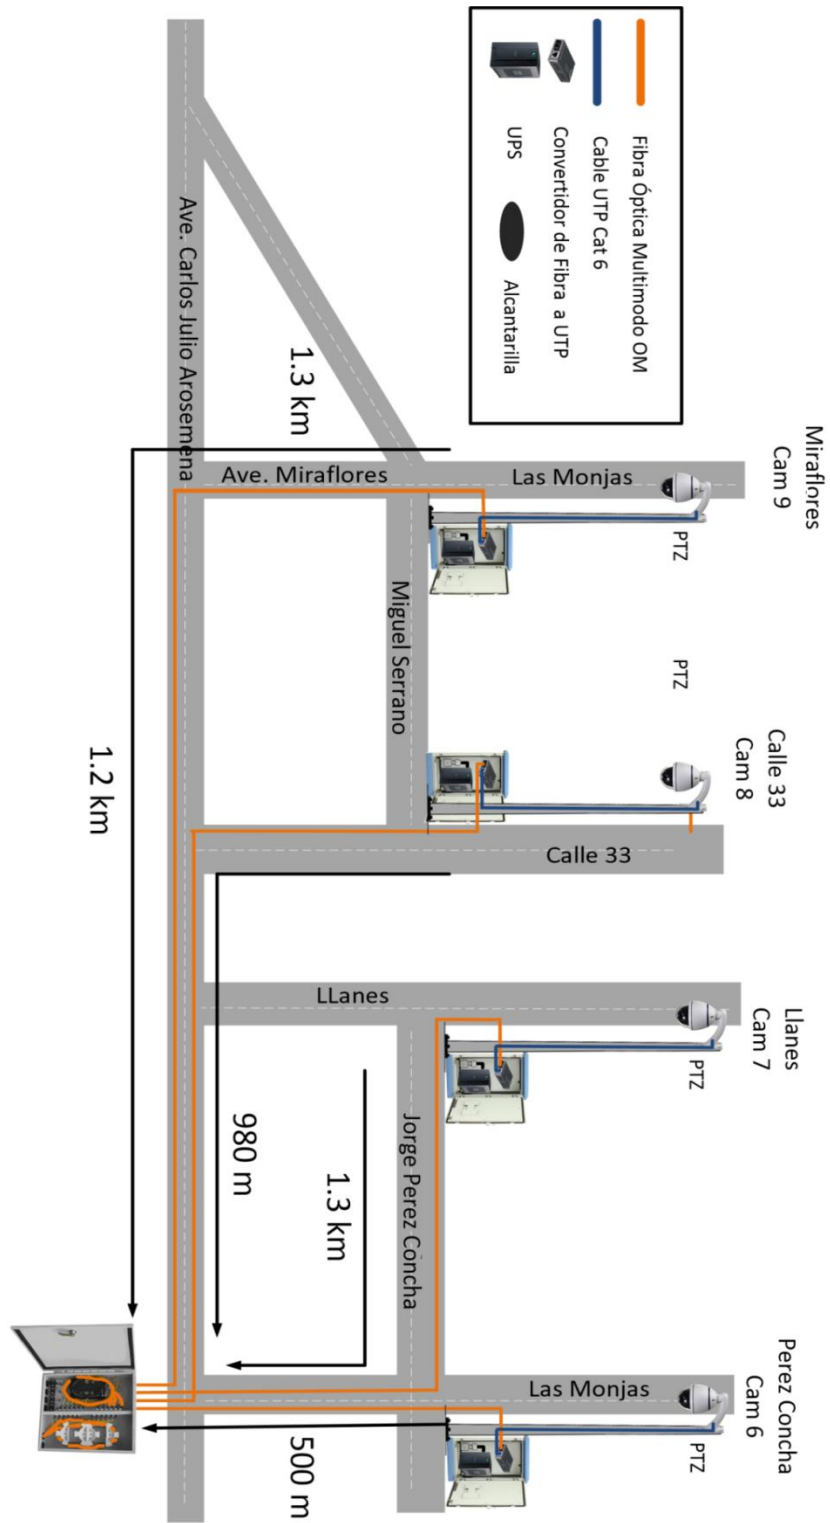 Fibra Óptica Multimodo OM
Cable UTP Cat 6
Convertidor de Fibra a UTP
UPS
Alcantarilla
Miraflores
Cam 9
PTZ
Las Monjas
Ave. Miraflores
1.3 km
Ave. Carlos Julio Arosemena
Miguel Serrano
PTZ
Calle 33
Cam 8
Calle 33
1.2 km
Llanes
Cam 7
PTZ
LLanes
Jorge Perez Concha
1.3 km
980 m
Perez Concha
Cam 6
PTZ
Las Monjas
500 m